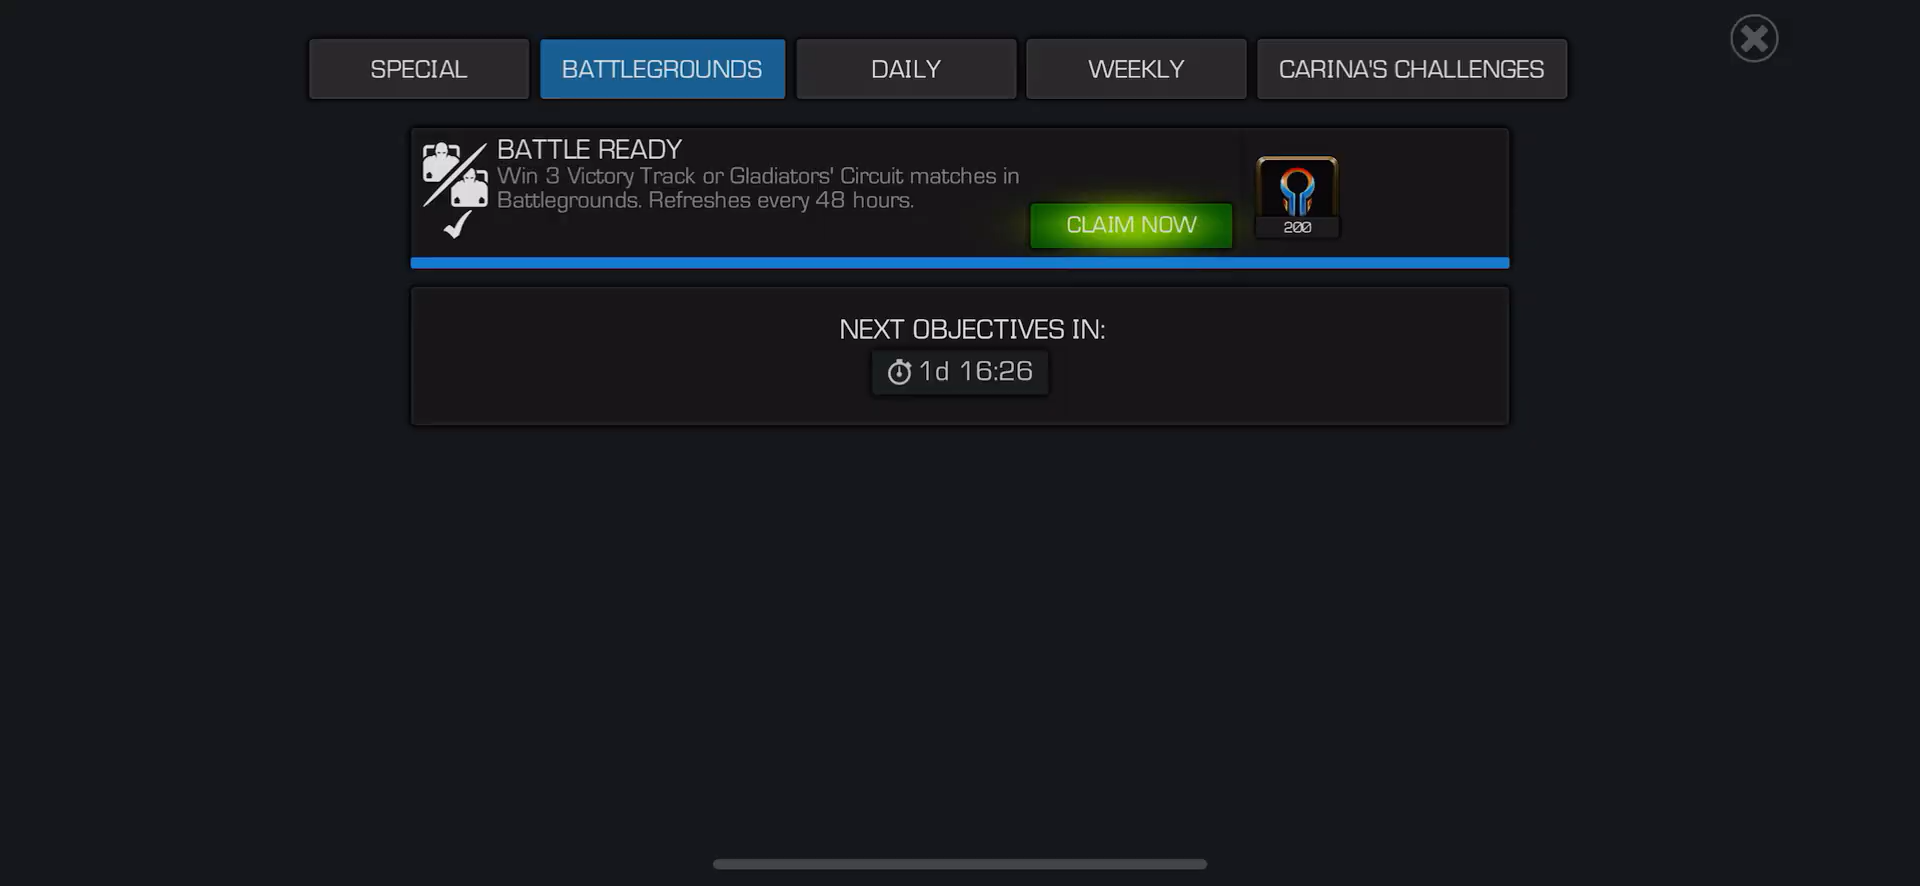 SPECIAL
BATTLEGROUNDS
DAILY
WEEKLY
CARINA'S CHALLENGES
BATTLE READY
Win 3 Victory Track or Gladiators' Circuit matches in
Battlegrounds. Refreshes every 48 hours.
CLAIM NOW
200
NEXT OBJECTIVES IN:
1d 16:26